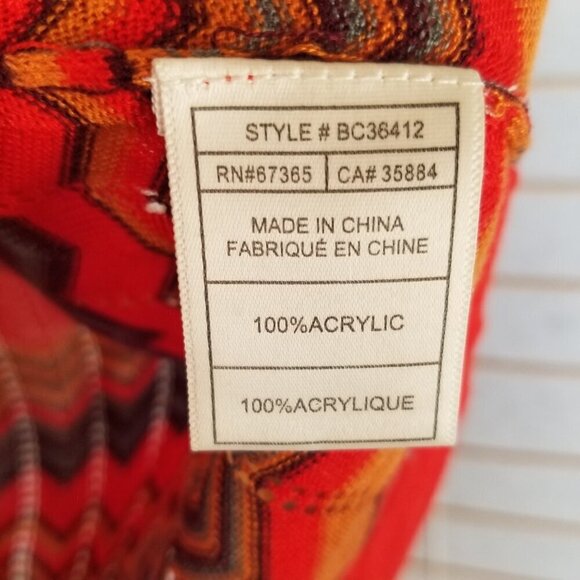 STYLE # BC36412
RN#67365 CA# 35884
MADE IN CHINA
FABRIQUÉ EN CHINE
100%ACRYLIC
100%ACRYLIQUE